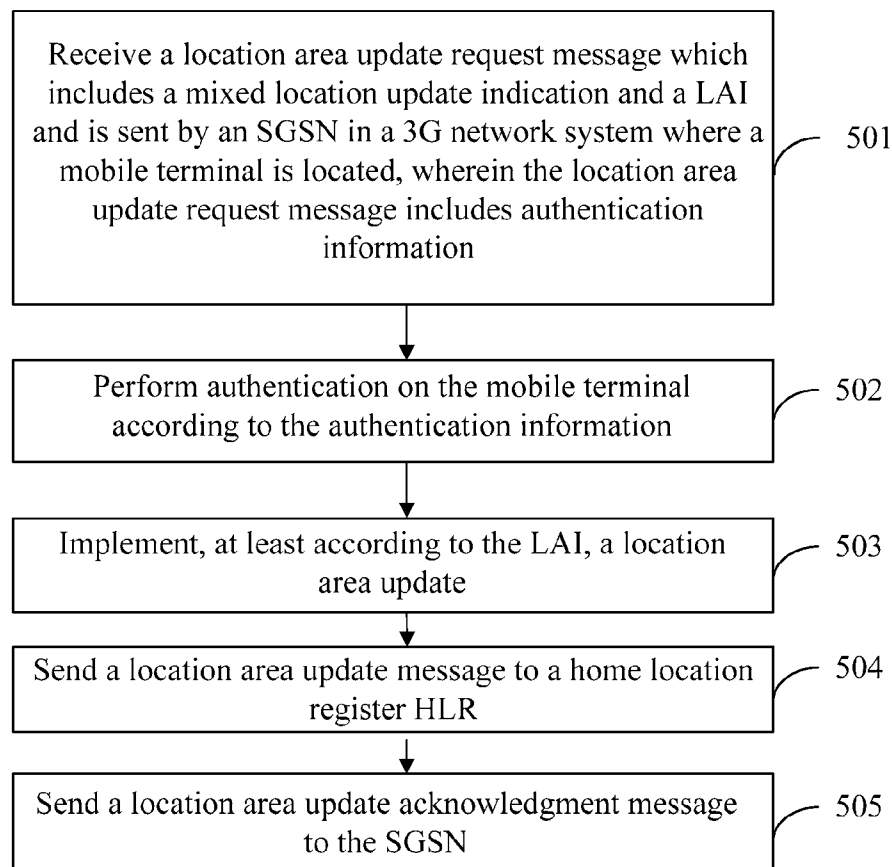 Receive a location area update request message which
includes a mixed location update indication and a LAI
and is sent by an SGSN in a 3G network system where a
mobile terminal is located, wherein the location area
update request message includes authentication
information
501
Perform authentication on the mobile terminal
according to the authentication information
502
Implement, at least according to the LAI, a location
area update
503
Send a location area update message to a home location
register HLR
504
Send a location area update acknowledgment message
to the SGSN
505